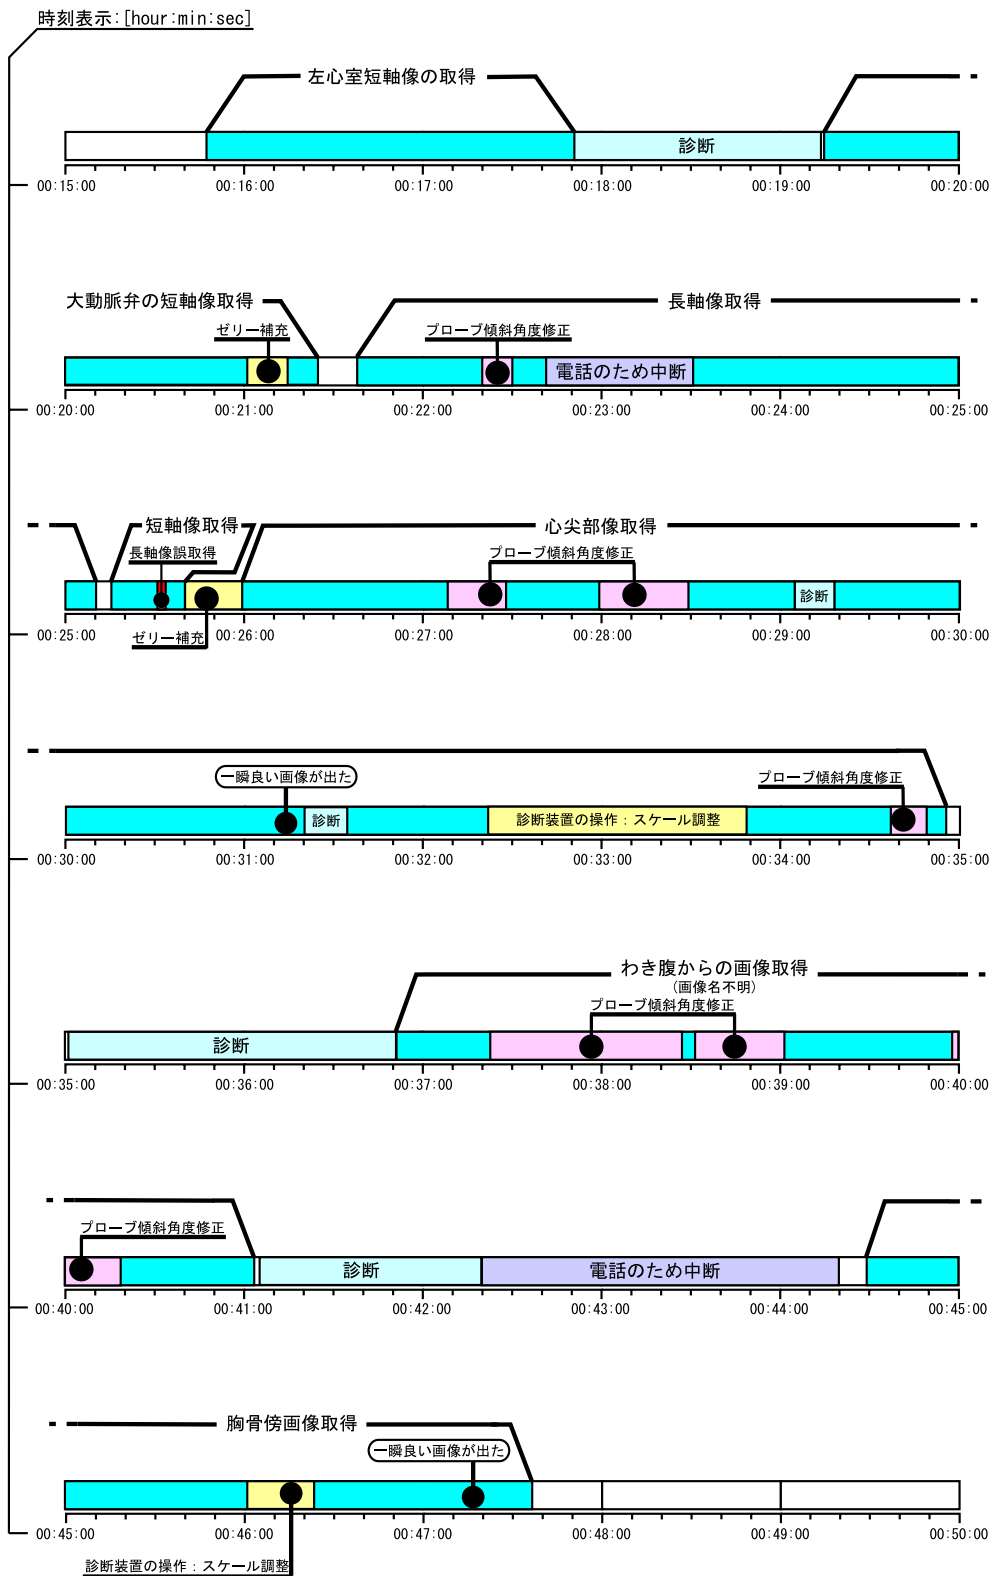 時刻表示：[hour:min:sec]
左心室短軸像の取得
診断
00:15:00 00:16:00 00:17:00 00:18:00 00:19:00 00:20:00
大動脈弁の短軸像取得 長軸像取得
ゼリー補充 プローブ傾斜角度修正
電話のため中断
00:20:00 00:21:00 00:22:00 00:23:00 00:24:00 00:25:00
短軸像取得 心尖部像取得
長軸像誤取得 プローブ傾斜角度修正
診断
00:25:00 00:26:00 00:27:00 00:28:00 00:29:00 00:30:00
ゼリー補充
一瞬良い画像が出た プローブ傾斜角度修正
診断 診断装置の操作：スケール調整
00:30:00 00:31:00 00:32:00 00:33:00 00:34:00 00:35:00
わき腹からの画像取得
（画像名不明）
プローブ傾斜角度修正
診断
00:35:00 00:36:00 00:37:00 00:38:00 00:39:00 00:40:00
プローブ傾斜角度修正
診断 電話のため中断
00:40:00 00:41:00 00:42:00 00:43:00 00:44:00 00:45:00
胸骨傍画像取得
一瞬良い画像が出た
00:45:00 00:46:00 00:47:00 00:48:00 00:49:00 00:50:00
診断装置の操作：スケール調整